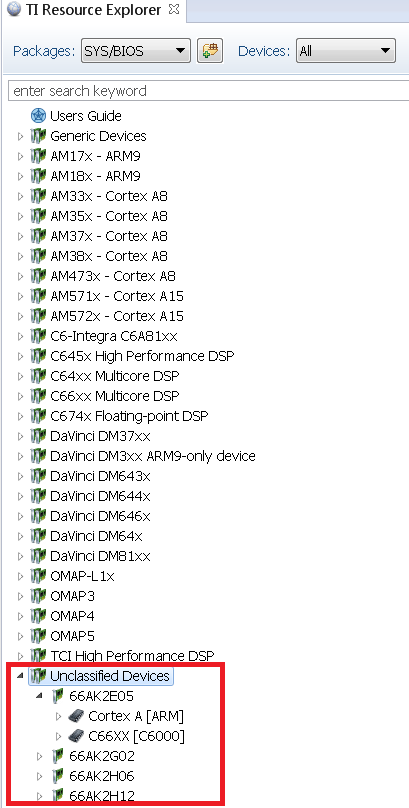 TI Resource Explorer
Packages: SYS/BIOS Devices: All
enter search keyword
Users Guide
Generic Devices
AM17x - ARM9
AM18x - ARM9
AM33x - Cortex A8
AM35x - Cortex A8
AM37x - Cortex A8
AM38x - Cortex A8
AM473x - Cortex A8
AM571x - Cortex A15
AM572x - Cortex A15
C6-Integra C6A81xx
C645x High Performance DSP
C64xx Multicore DSP
C66xx Multicore DSP
C674x Floating-point DSP
DaVinci DM37xx
DaVinci DM3xx ARM9-only device
DaVinci DM643x
DaVinci DM644x
DaVinci DM646x
DaVinci DM64x
DaVinci DM81xx
OMAP-L1x
OMAP3
OMAP4
OMAP5
TCI High Performance DSP
Unclassified Devices
66AK2E05
Cortex A [ARM]
C66XX [C6000]
66AK2G02
66AK2H06
66AK2H12